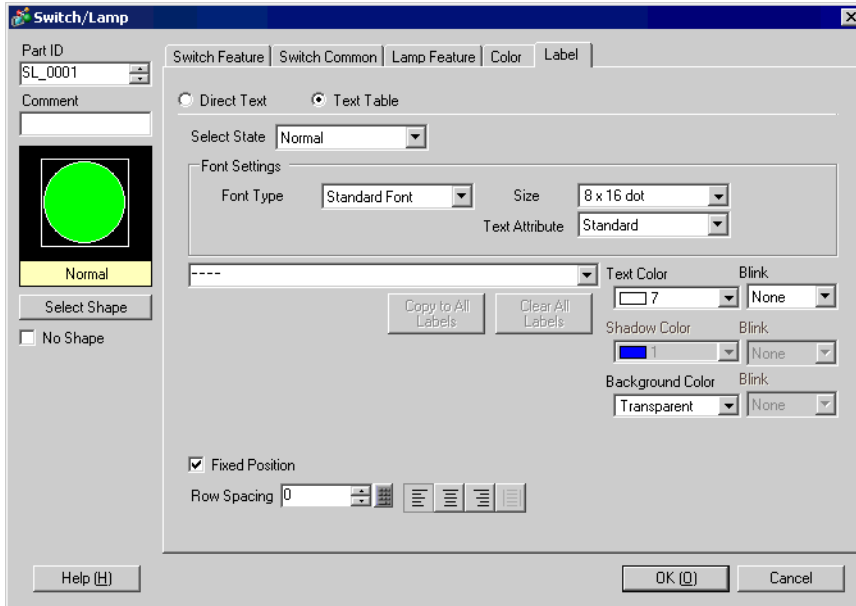 Switch/Lamp
Part ID
SL_0001
Comment
Normal
Select Shape
No Shape
Switch Feature Switch Common Lamp Feature Color Label
Direct Text Text Table
Select State Normal
Font Settings
Font Type Standard Font Size 8 x 16 dot
Text Attribute Standard
----
Copy to All Labels Clear All Labels
Text Color Blink
7 None
Shadow Color Blink
1 None
Background Color Blink
Transparent None
Fixed Position
Row Spacing 0
Help (H) OK (O) Cancel